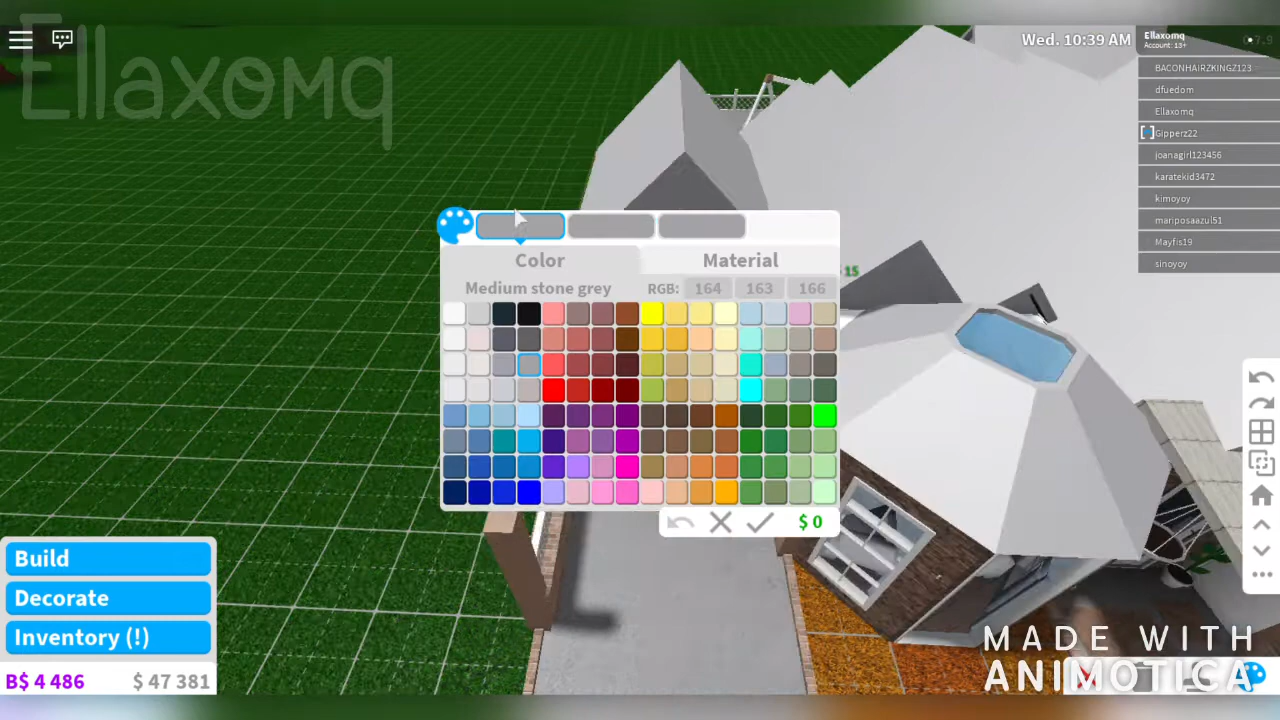 Ellaxomq
Wed. 10:39 AM
Ellaxomq
Account: 13+
BACONHAIRZKINGZ123
dfuedom
Ellaxomq
Gipperz22
joanagirl123456
karatekid3472
kimoyoy
mariposaazul51
Mayfis19
sinoyoy
15
Color
Material
Medium stone grey
RGB: 164 163 166
$ 0
Build
Decorate
Inventory (!)
B$ 4 486
$ 47 381
MADE WITH
ANIMOTICA